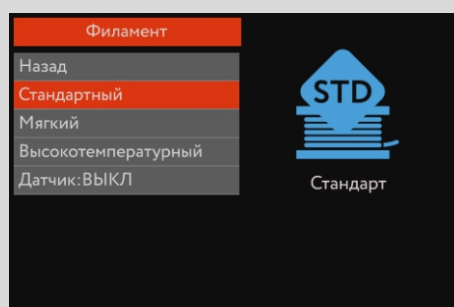 Филамент
Назад
Стандартный
Мягкий
Высокотемпературный
Датчик:ВЫКЛ
STD
Стандарт